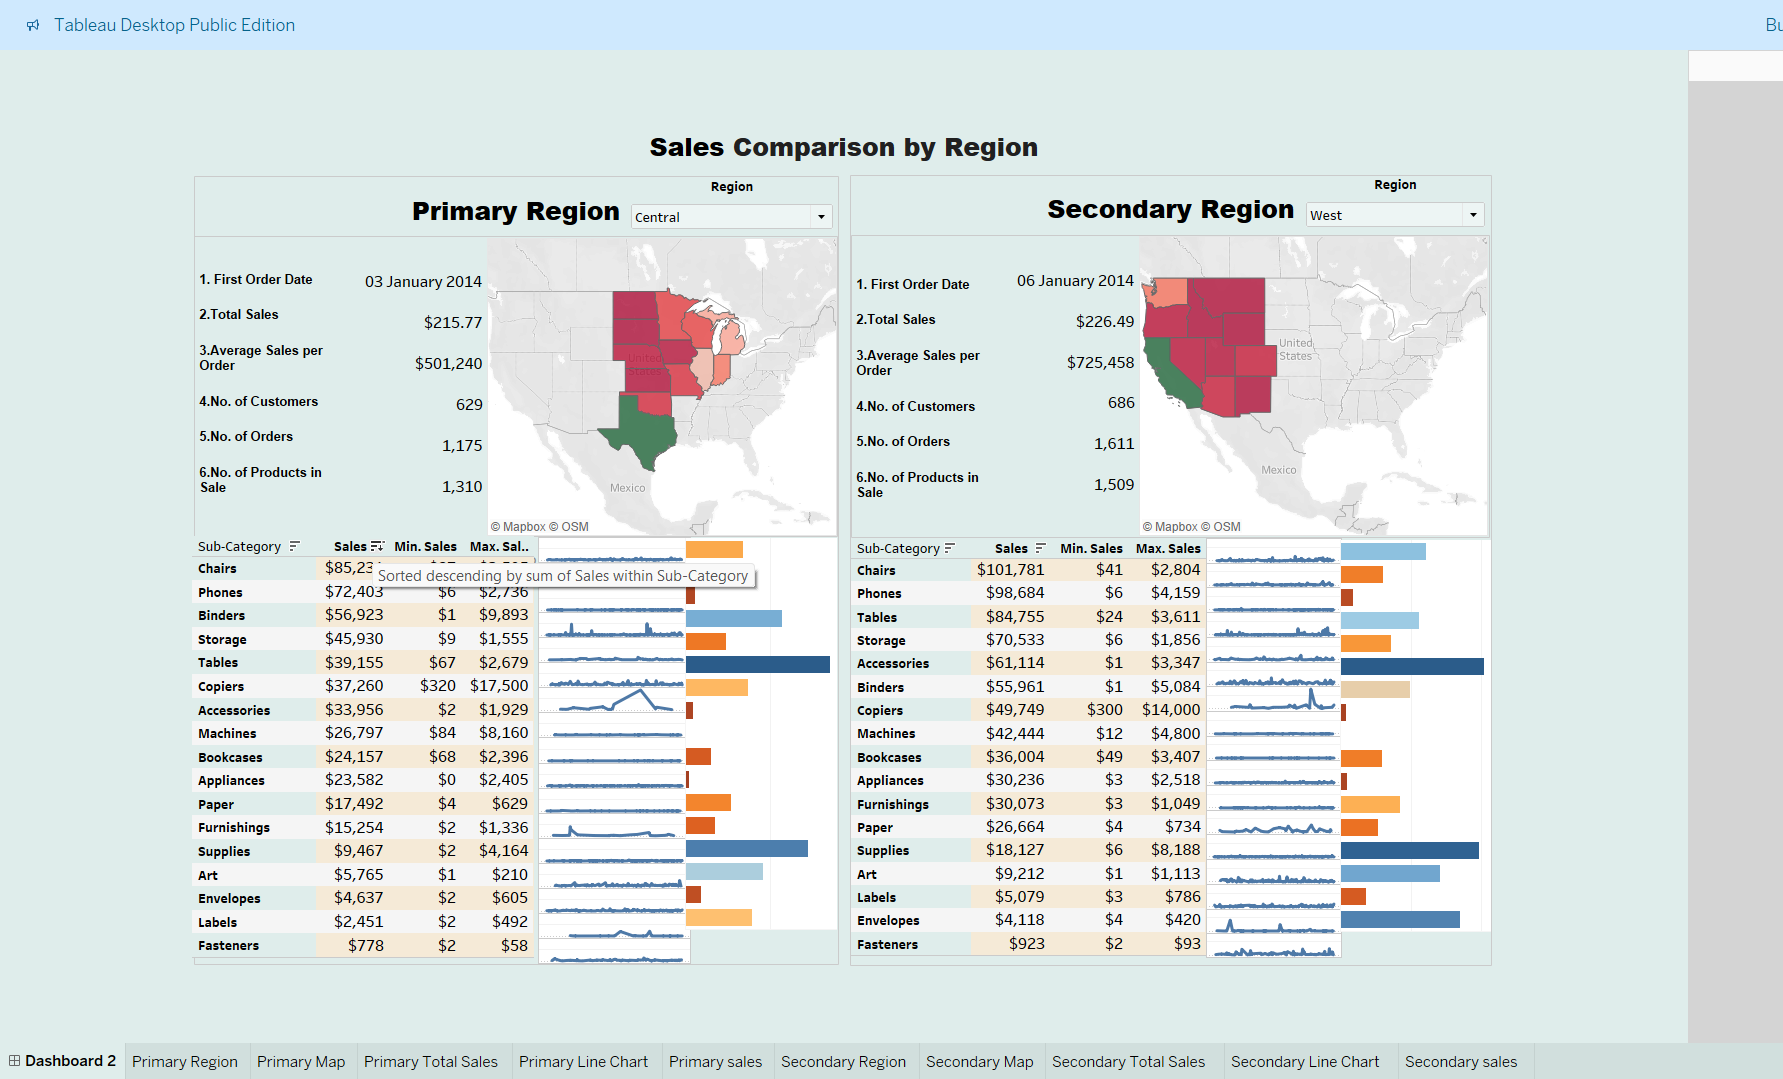 Tableau Desktop Public Edition
Bu
Sales Comparison by Region
Primary Region
Region
Central
1. First Order Date 03 January 2014
2.Total Sales $215.77
3.Average Sales per
Order $501,240
4.No. of Customers 629
5.No. of Orders 1,175
6.No. of Products in
Sale 1,310
United
States
Mexico
© Mapbox © OSM
Sub-Category Sales Min. Sales Max. Sal..
Chairs $85,23
Sorted descending by sum of Sales within Sub-Category
Phones $72,403 $6 $2,736
Binders $56,923 $1 $9,893
Storage $45,930 $9 $1,555
Tables $39,155 $67 $2,679
Copiers $37,260 $320 $17,500
Accessories $33,956 $2 $1,929
Machines $26,797 $84 $8,160
Bookcases $24,157 $68 $2,396
Appliances $23,582 $0 $2,405
Paper $17,492 $4 $629
Furnishings $15,254 $2 $1,336
Supplies $9,467 $2 $4,164
Art $5,765 $1 $210
Envelopes $4,637 $2 $605
Labels $2,451 $2 $492
Fasteners $778 $2 $58
Secondary Region
Region
West
1. First Order Date 06 January 2014
2.Total Sales $226.49
3.Average Sales per
Order $725,458
4.No. of Customers 686
5.No. of Orders 1,611
6.No. of Products in
Sale 1,509
United
States
Mexico
© Mapbox © OSM
Sub-Category Sales Min. Sales Max. Sales
Chairs $101,781 $41 $2,804
Phones $98,684 $6 $4,159
Tables $84,755 $24 $3,611
Storage $70,533 $6 $1,856
Accessories $61,114 $1 $3,347
Binders $55,961 $1 $5,084
Copiers $49,749 $300 $14,000
Machines $42,444 $12 $4,800
Bookcases $36,004 $49 $3,407
Appliances $30,236 $3 $2,518
Furnishings $30,073 $3 $1,049
Paper $26,664 $4 $734
Supplies $18,127 $6 $8,188
Art $9,212 $1 $1,113
Labels $5,079 $3 $786
Envelopes $4,118 $4 $420
Fasteners $923 $2 $93
Dashboard 2
Primary Region
Primary Map
Primary Total Sales
Primary Line Chart
Primary sales
Secondary Region
Secondary Map
Secondary Total Sales
Secondary Line Chart
Secondary sales